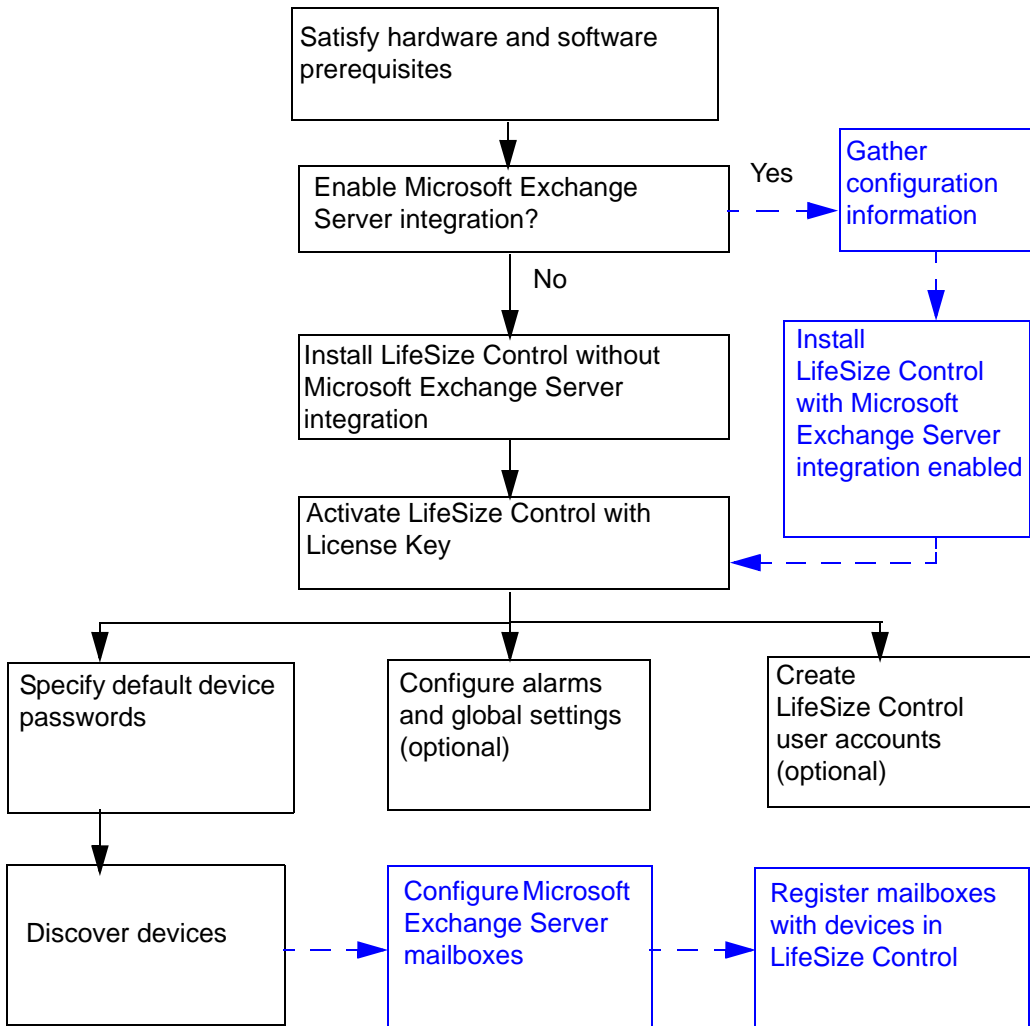 Satisfy hardware and software
prerequisites
Enable Microsoft Exchange
Server integration?
Yes
Gather
configuration
information
No
Install LifeSize Control without
Microsoft Exchange Server
integration
Install
LifeSize Control
with Microsoft
Exchange Server
integration enabled
Activate LifeSize Control with
License Key
Specify default device
passwords
Configure alarms
and global settings
(optional)
Create
LifeSize Control
user accounts
(optional)
Discover devices
Configure Microsoft
Exchange Server
mailboxes
Register mailboxes
with devices in
LifeSize Control